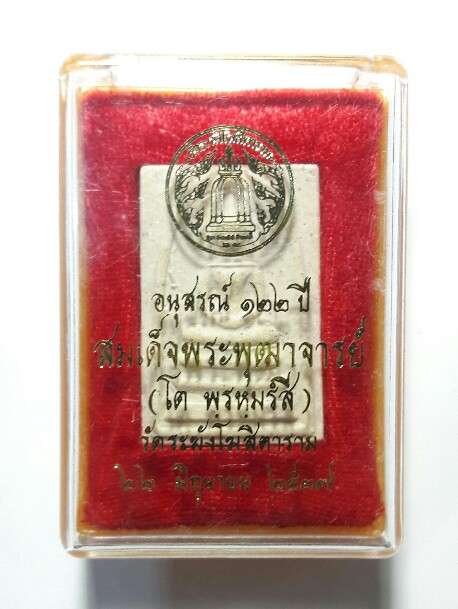 อนุสรณ์ ๑๒๒ ปี
สมเด็จพระพุฒาจารย์
(โต พรหมรังสี)
วัดระฆังโฆสิตาราม
๒๒ มิถุนายน ๒๕๓๗